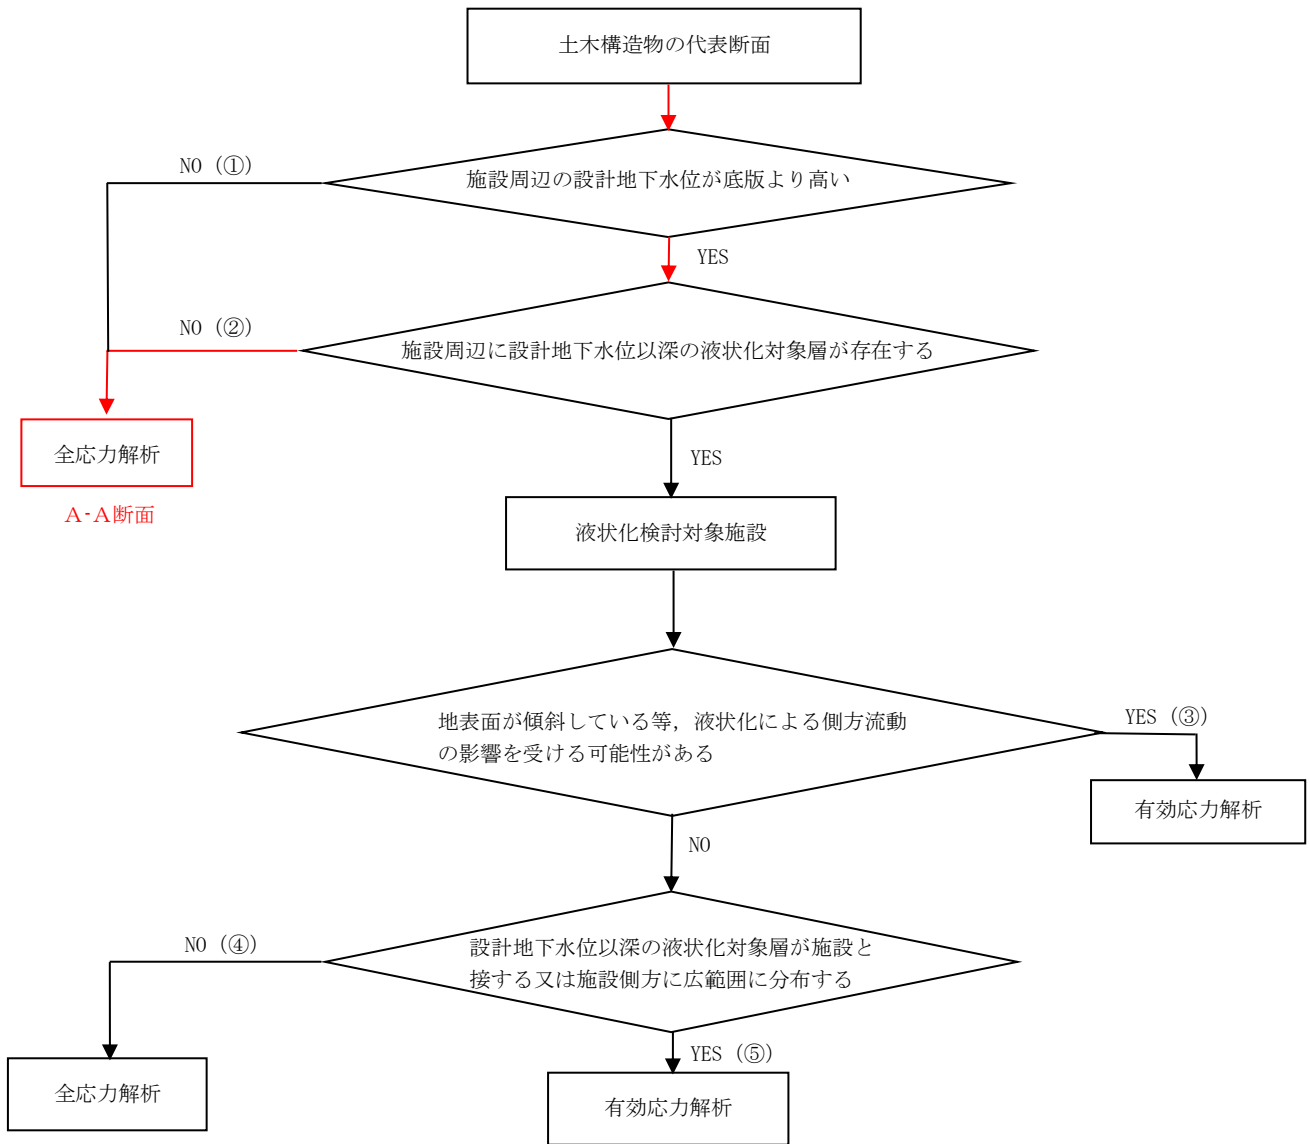 土木構造物の代表断面
NO (①)
施設周辺の設計地下水位が底版より高い
YES
NO (②)
施設周辺に設計地下水位以深の液状化対象層が存在する
全応力解析
YES
A-A断面
液状化検討対象施設
地表面が傾斜している等，液状化による側方流動
の影響を受ける可能性がある
YES (③)
有効応力解析
NO
NO (④)
設計地下水位以深の液状化対象層が施設と
接する又は施設側方に広範囲に分布する
YES (⑤)
全応力解析
有効応力解析